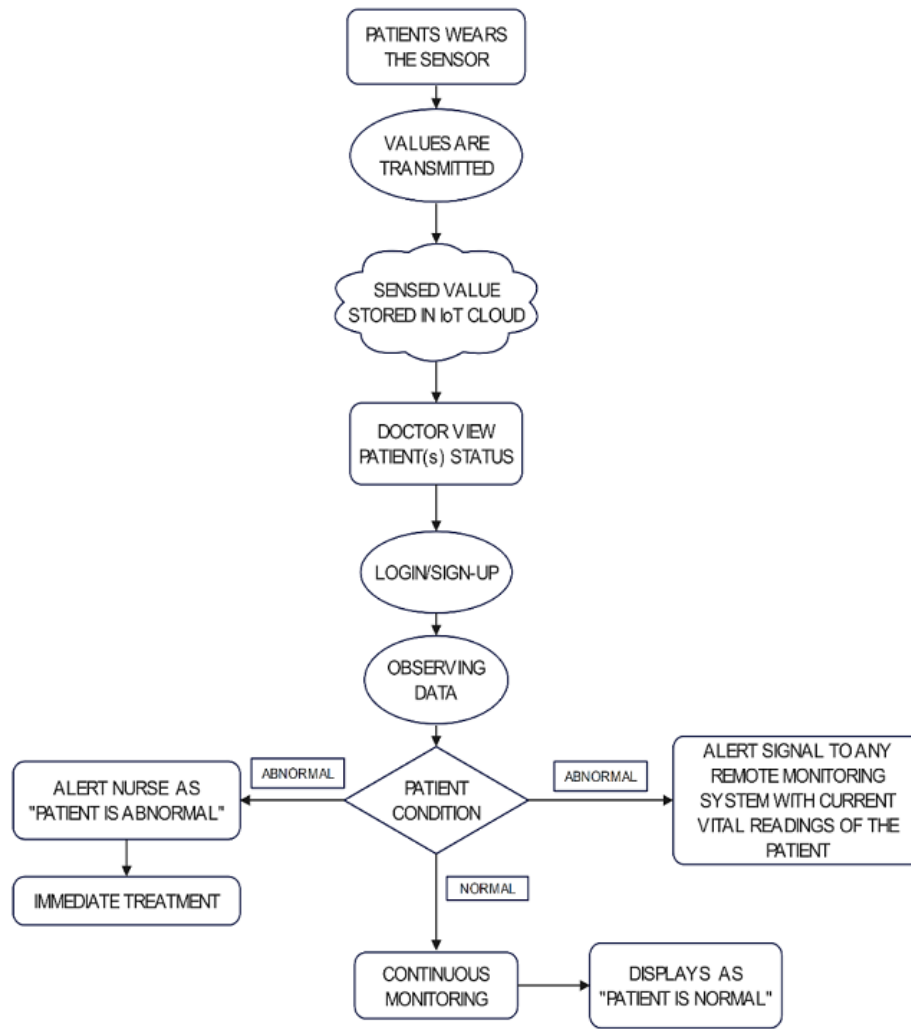 PATIENTS WEARS
THE SENSOR
VALUES ARE
TRANSMITTED
SENSED VALUE
STORED IN IoT CLOUD
DOCTOR VIEW
PATIENT(s) STATUS
LOGIN/SIGN-UP
OBSERVING
DATA
PATIENT
CONDITION
ABNORMAL
ALERT NURSE AS
"PATIENT IS ABNORMAL"
IMMEDIATE TREATMENT
ABNORMAL
ALERT SIGNAL TO ANY
REMOTE MONITORING
SYSTEM WITH CURRENT
VITAL READINGS OF THE
PATIENT
NORMAL
CONTINUOUS
MONITORING
DISPLAYS AS
"PATIENT IS NORMAL"